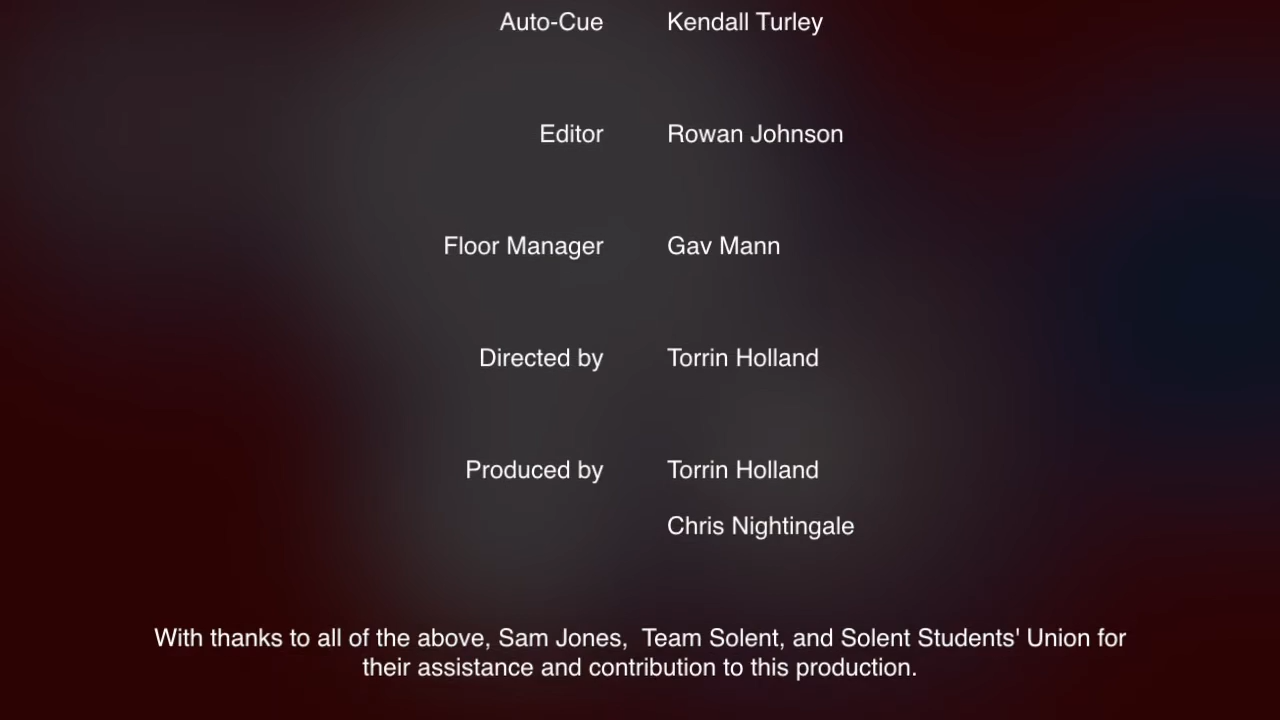 Auto-Cue Kendall Turley
Editor Rowan Johnson
Floor Manager Gav Mann
Directed by Torrin Holland
Produced by Torrin Holland
Chris Nightingale
With thanks to all of the above, Sam Jones,  Team Solent, and Solent Students' Union for
their assistance and contribution to this production.